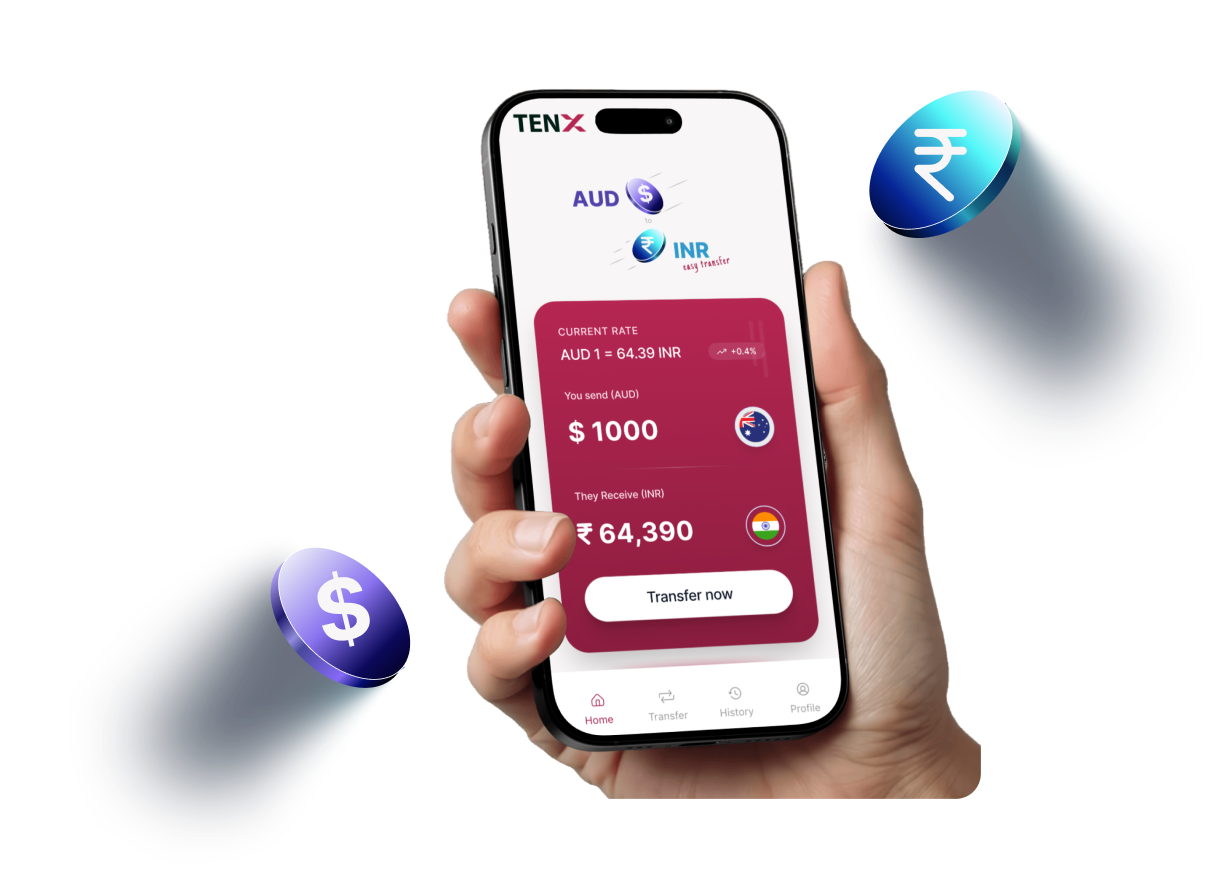 TENX
AUD $
to
₹ INR
easy transfer
CURRENT RATE
AUD 1 = 64.39 INR +0.4%
You send (AUD)
$ 1000
They Receive (INR)
₹ 64,390
Transfer now
Home Transfer History Profile
₹
$